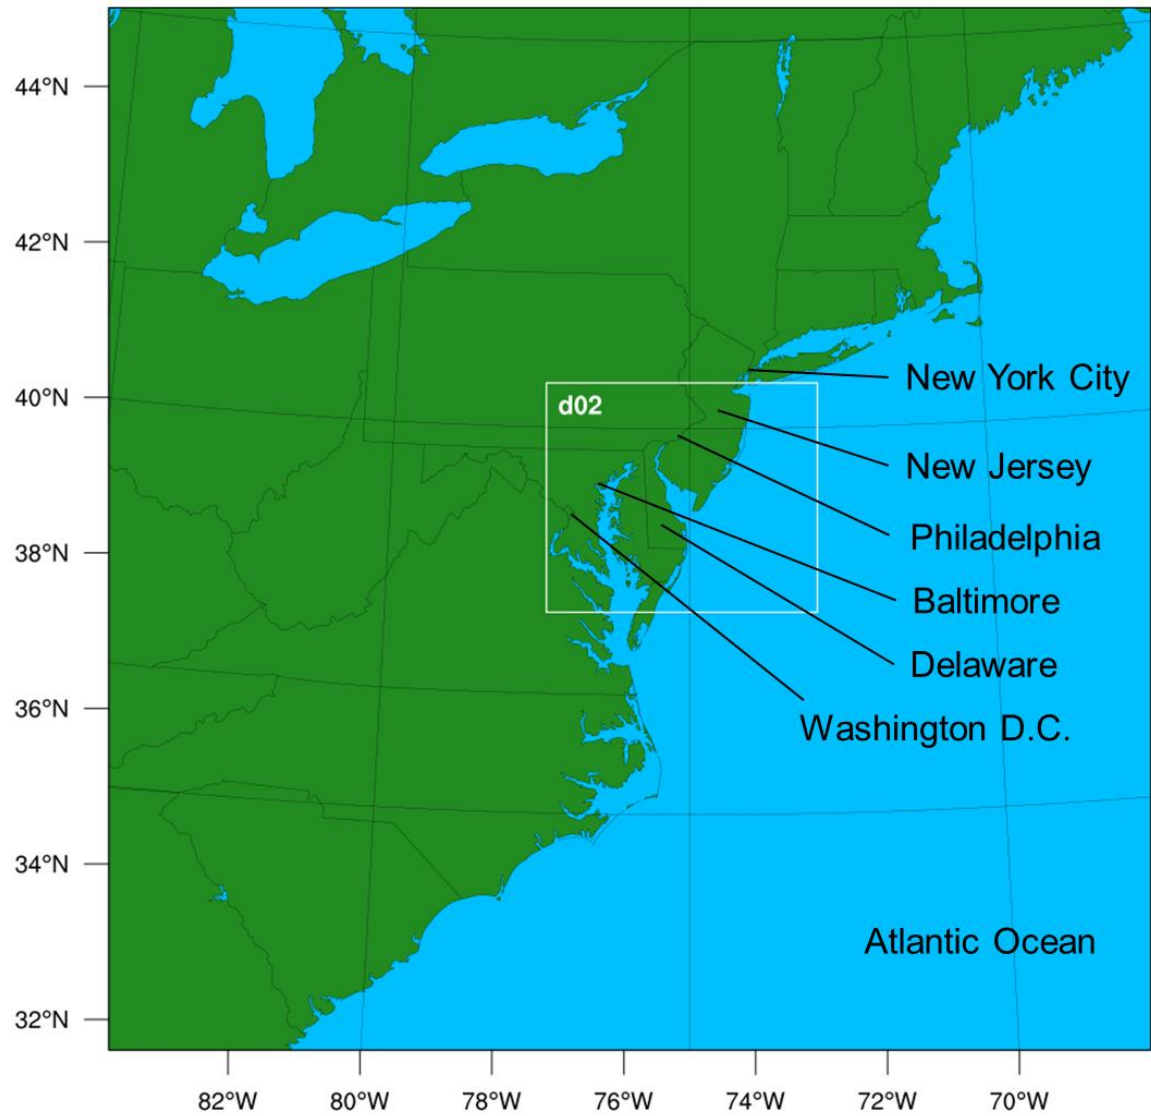 44°N
42°N
40°N
38°N
36°N
34°N
32°N
d02
New York City
New Jersey
Philadelphia
Baltimore
Delaware
Washington D.C.
Atlantic Ocean
82°W 80°W 78°W 76°W 74°W 72°W 70°W